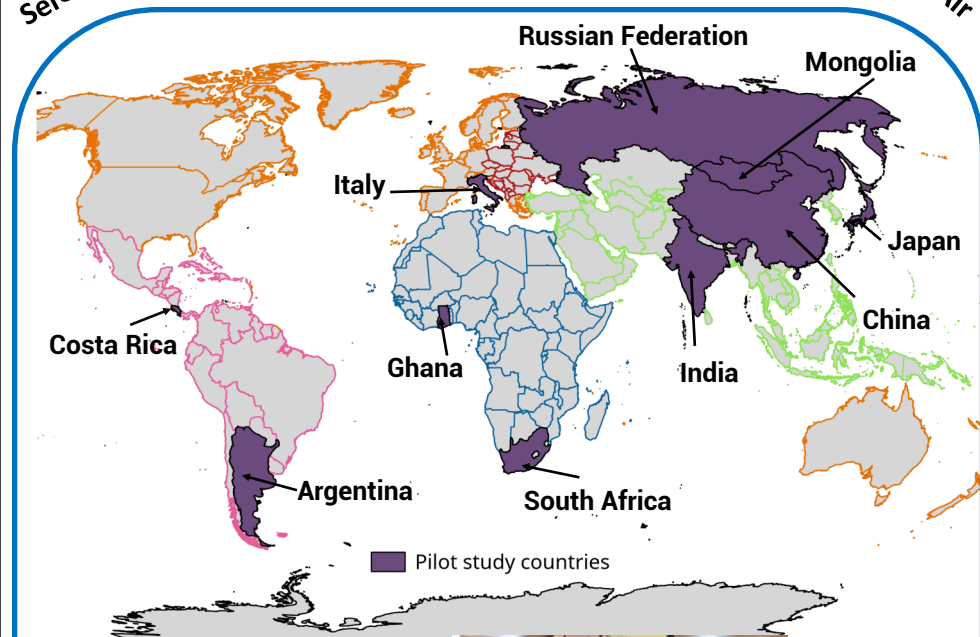 Russian Federation
Mongolia
Italy
Japan
Costa Rica
China
Ghana
India
Argentina
South Africa
Pilot study countries